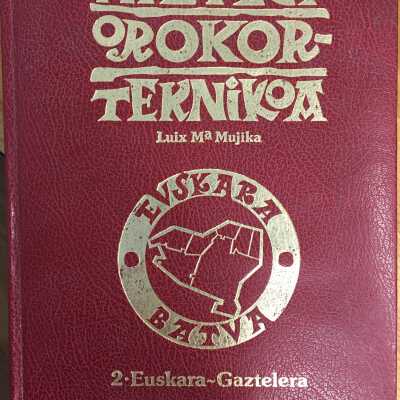 OROKOR-
TEKNIKOA
Luix Mª Mujika
EUSKARA
BATUA
2·Euskara~Gaztelera